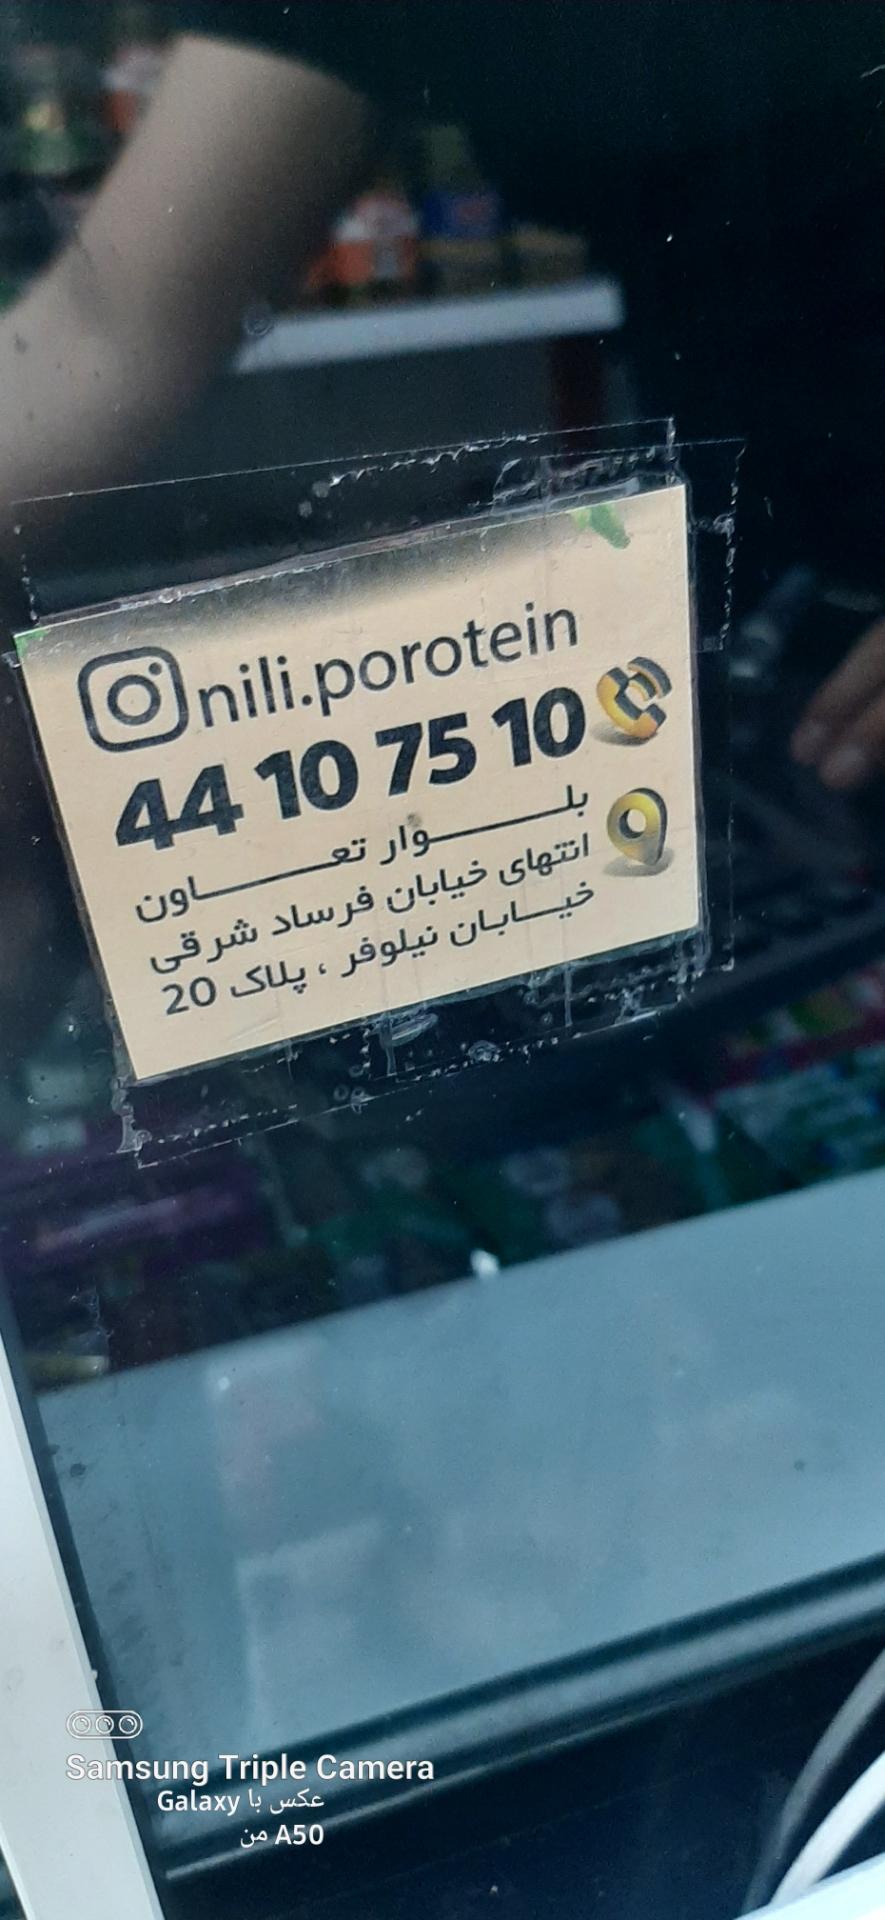 nili.porotein
44 10 75 10
بلوار تعاون
انتهای خیابان فرساد شرقی
خیابان نیلوفر ، پلاک 20
Samsung Triple Camera
عکس با Galaxy
A50 من